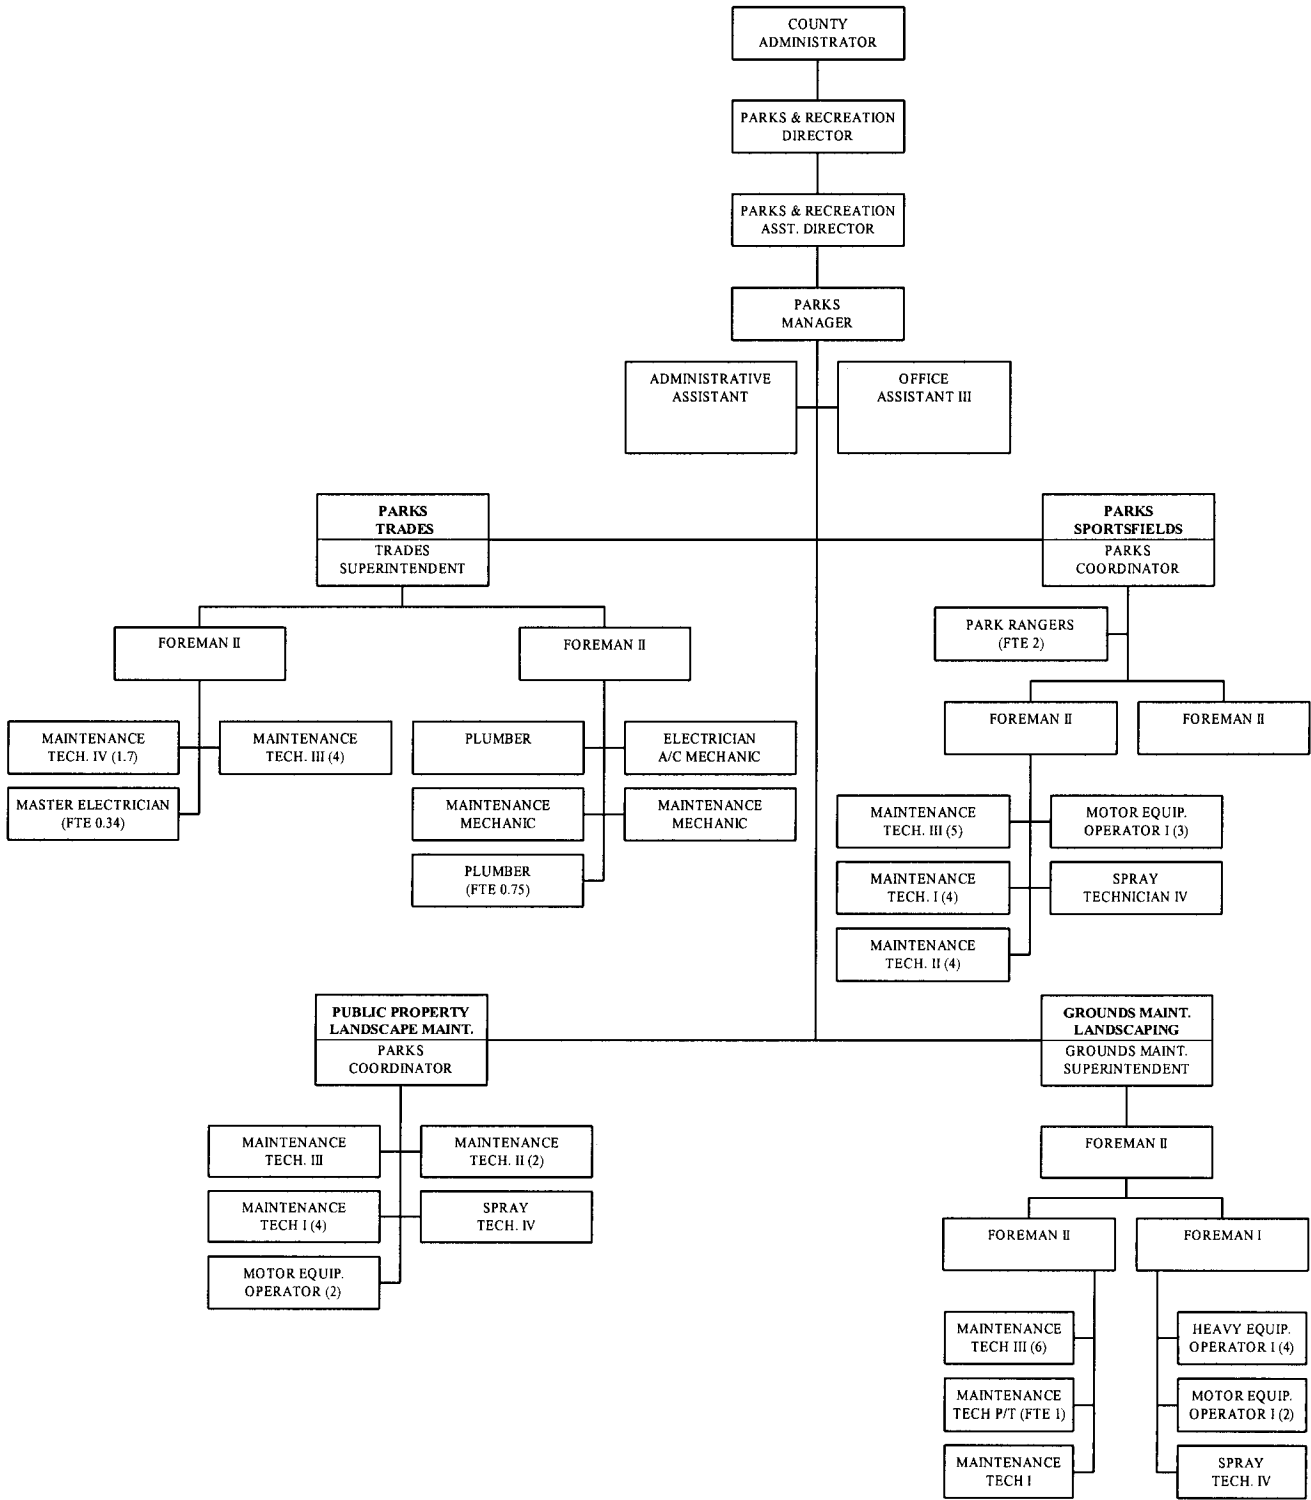 COUNTY
ADMINISTRATOR
PARKS & RECREATION
DIRECTOR
PARKS & RECREATION
ASST. DIRECTOR
PARKS
MANAGER
ADMINISTRATIVE
ASSISTANT
OFFICE
ASSISTANT III
PARKS
TRADES
TRADES
SUPERINTENDENT
PARKS
SPORTSFIELDS
PARKS
COORDINATOR
FOREMAN II
FOREMAN II
PARK RANGERS
(FTE 2)
FOREMAN II
FOREMAN II
MAINTENANCE
TECH. IV (1.7)
MAINTENANCE
TECH. III (4)
MASTER ELECTRICIAN
(FTE 0.34)
PLUMBER
ELECTRICIAN
A/C MECHANIC
MAINTENANCE
MECHANIC
MAINTENANCE
MECHANIC
PLUMBER
(FTE 0.75)
MAINTENANCE
TECH. III (5)
MOTOR EQUIP.
OPERATOR I (3)
MAINTENANCE
TECH. I (4)
SPRAY
TECHNICIAN IV
MAINTENANCE
TECH. II (4)
PUBLIC PROPERTY
LANDSCAPE MAINT.
PARKS
COORDINATOR
GROUNDS MAINT.
LANDSCAPING
GROUNDS MAINT.
SUPERINTENDENT
MAINTENANCE
TECH. III
MAINTENANCE
TECH. II (2)
MAINTENANCE
TECH I (4)
SPRAY
TECH. IV
MOTOR EQUIP.
OPERATOR (2)
FOREMAN II
FOREMAN II
FOREMAN I
MAINTENANCE
TECH III (6)
HEAVY EQUIP.
OPERATOR I (4)
MAINTENANCE
TECH P/T (FTE 1)
MOTOR EQUIP.
OPERATOR I (2)
MAINTENANCE
TECH I
SPRAY
TECH. IV